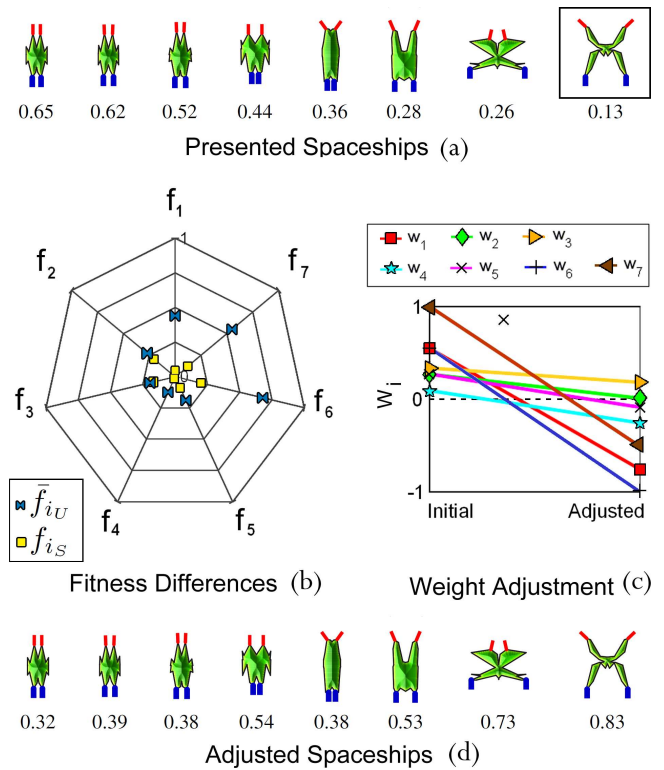 0.65 0.62 0.52 0.44 0.36 0.28 0.26 0.13
Presented Spaceships (a)
f1
1
f2
f7
0
f3
f6
f4
f5
f̄iU
fiS
Fitness Differences (b)
w1 w2 w3
w4 w5 w6 w7
1
wi
0
-1
Initial Adjusted
Weight Adjustment (c)
0.32 0.39 0.38 0.54 0.38 0.53 0.73 0.83
Adjusted Spaceships (d)